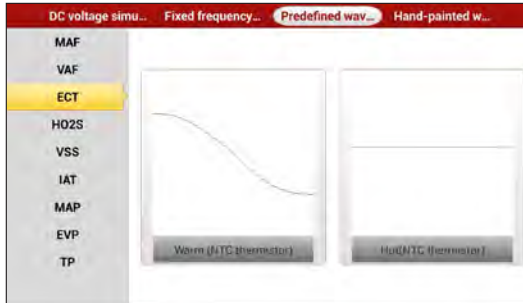 DC voltage simu... Fixed frequency... Predefined wav... Hand-painted w...
MAF
VAF
ECT
HO2S
VSS
IAT
MAP
EVP
TP
Warm (NTC thermistor) Hot(NTC thermistor)